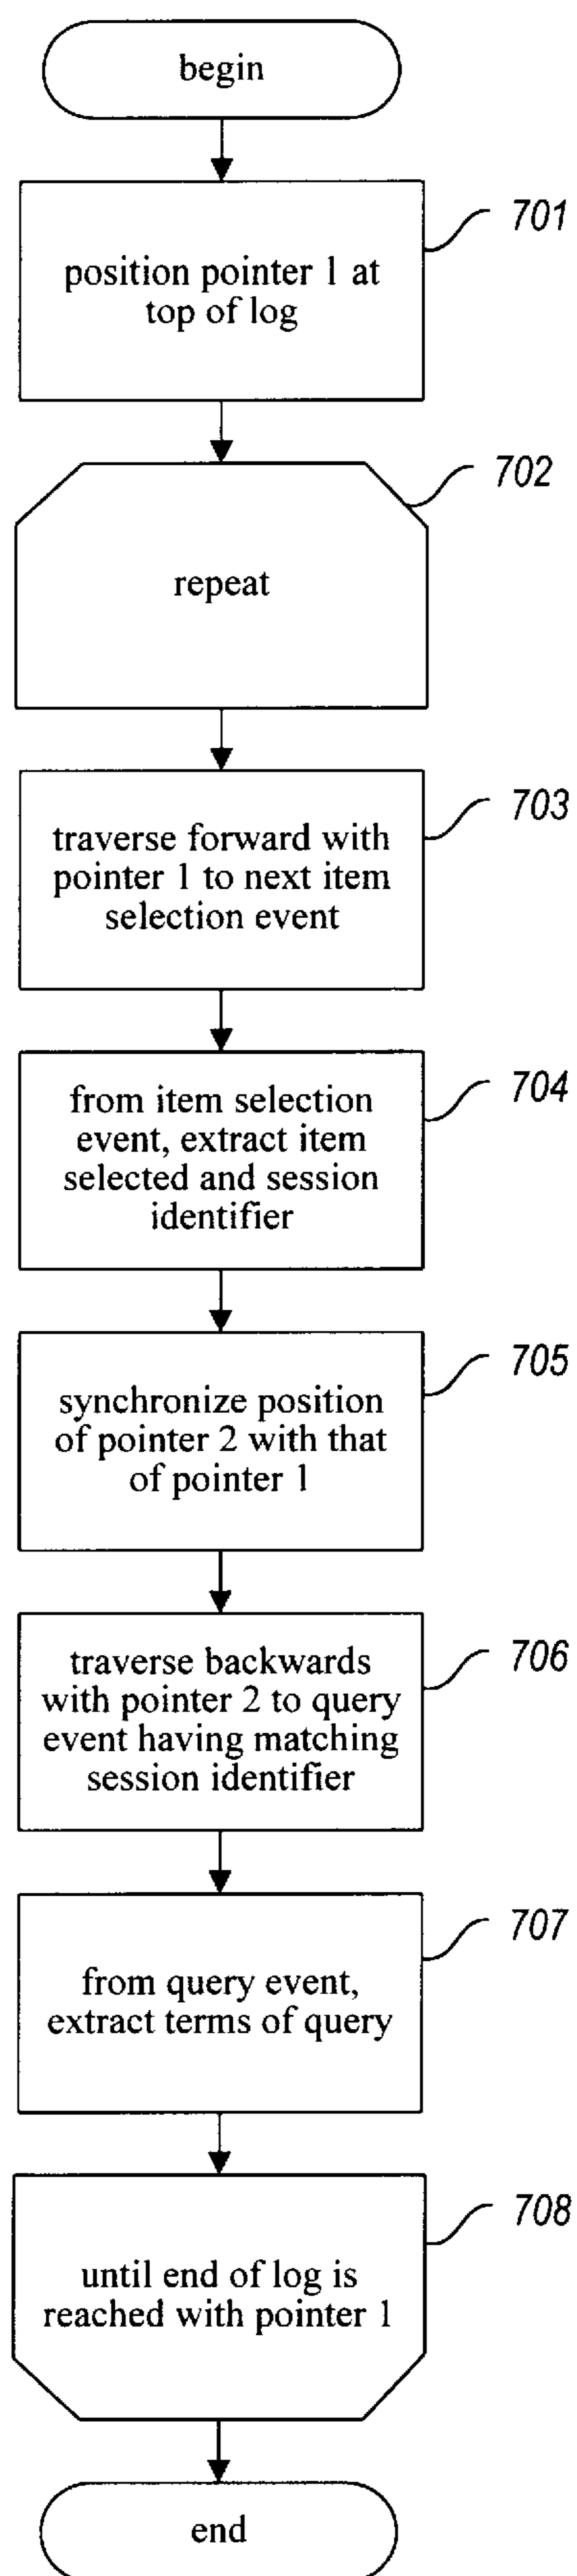 begin
701
position pointer 1 at
top of log
702
repeat
703
traverse forward with
pointer 1 to next item
selection event
704
from item selection
event, extract item
selected and session
identifier
705
synchronize position
of pointer 2 with that
of pointer 1
706
traverse backwards
with pointer 2 to query
event having matching
session identifier
707
from query event,
extract terms of query
708
until end of log is
reached with pointer 1
end